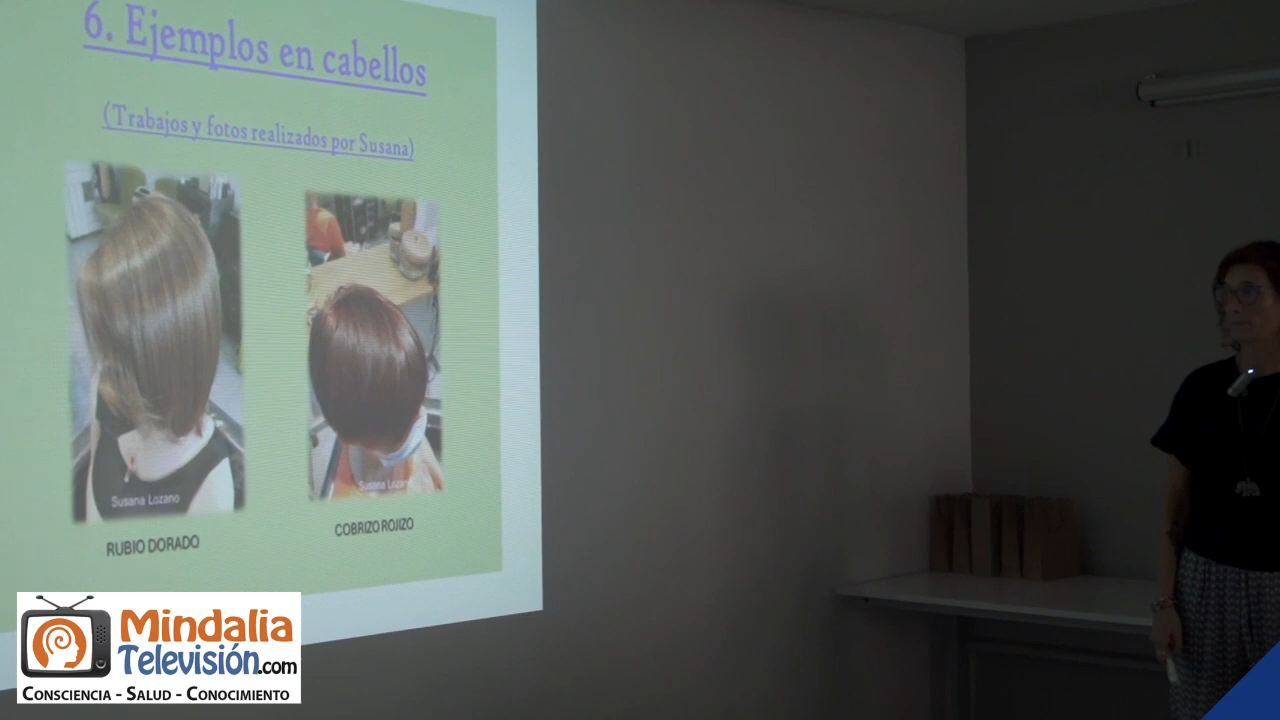 6. Ejemplos en cabellos
(Trabajos y fotos realizados por Susana)
Susana Lozano
Susana Lozano
RUBIO DORADO
COBRIZO ROJIZO
Mindalia
Televisión.com
Consciencia - Salud - Conocimiento